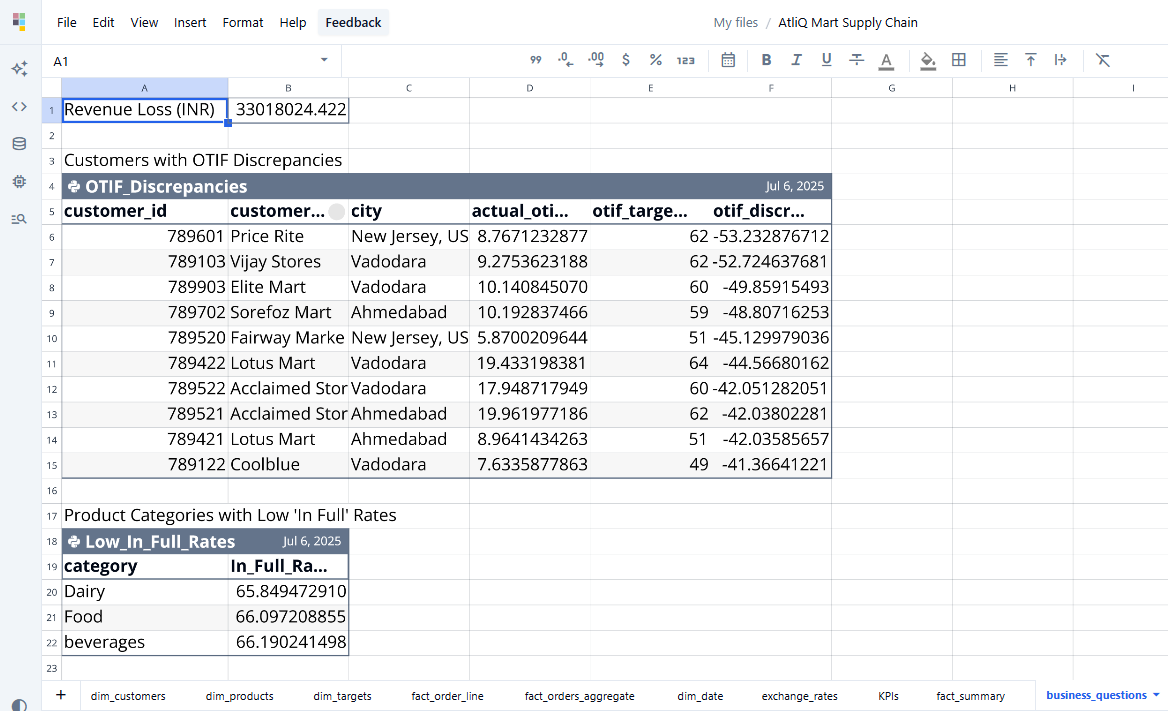 File Edit View Insert Format Help Feedback My files / AtliQ Mart Supply Chain
A1 99 .0 .00 $ % 123 B I U A
A B C D E F G H I
1 Revenue Loss (INR) 33018024.422
2
3 Customers with OTIF Discrepancies
4 OTIF_Discrepancies Jul 6, 2025
5 customer_id customer... city actual_oti... otif_targe... otif_discr...
6 789601 Price Rite New Jersey, US 8.7671232877 62 -53.232876712
7 789103 Vijay Stores Vadodara 9.2753623188 62 -52.724637681
8 789903 Elite Mart Vadodara 10.140845070 60 -49.85915493
9 789702 Sorefoz Mart Ahmedabad 10.192837466 59 -48.80716253
10 789520 Fairway Marke New Jersey, US 5.8700209644 51 -45.129979036
11 789422 Lotus Mart Vadodara 19.433198381 64 -44.56680162
12 789522 Acclaimed Stor Vadodara 17.948717949 60 -42.051282051
13 789521 Acclaimed Stor Ahmedabad 19.961977186 62 -42.03802281
14 789421 Lotus Mart Ahmedabad 8.9641434263 51 -42.03585657
15 789122 Coolblue Vadodara 7.6335877863 49 -41.36641221
16
17 Product Categories with Low 'In Full' Rates
18 Low_In_Full_Rates Jul 6, 2025
19 category In_Full_Ra...
20 Dairy 65.849472910
21 Food 66.097208855
22 beverages 66.190241498
23
+ dim_customers dim_products dim_targets fact_order_line fact_orders_aggregate dim_date exchange_rates KPIs fact_summary business_questions